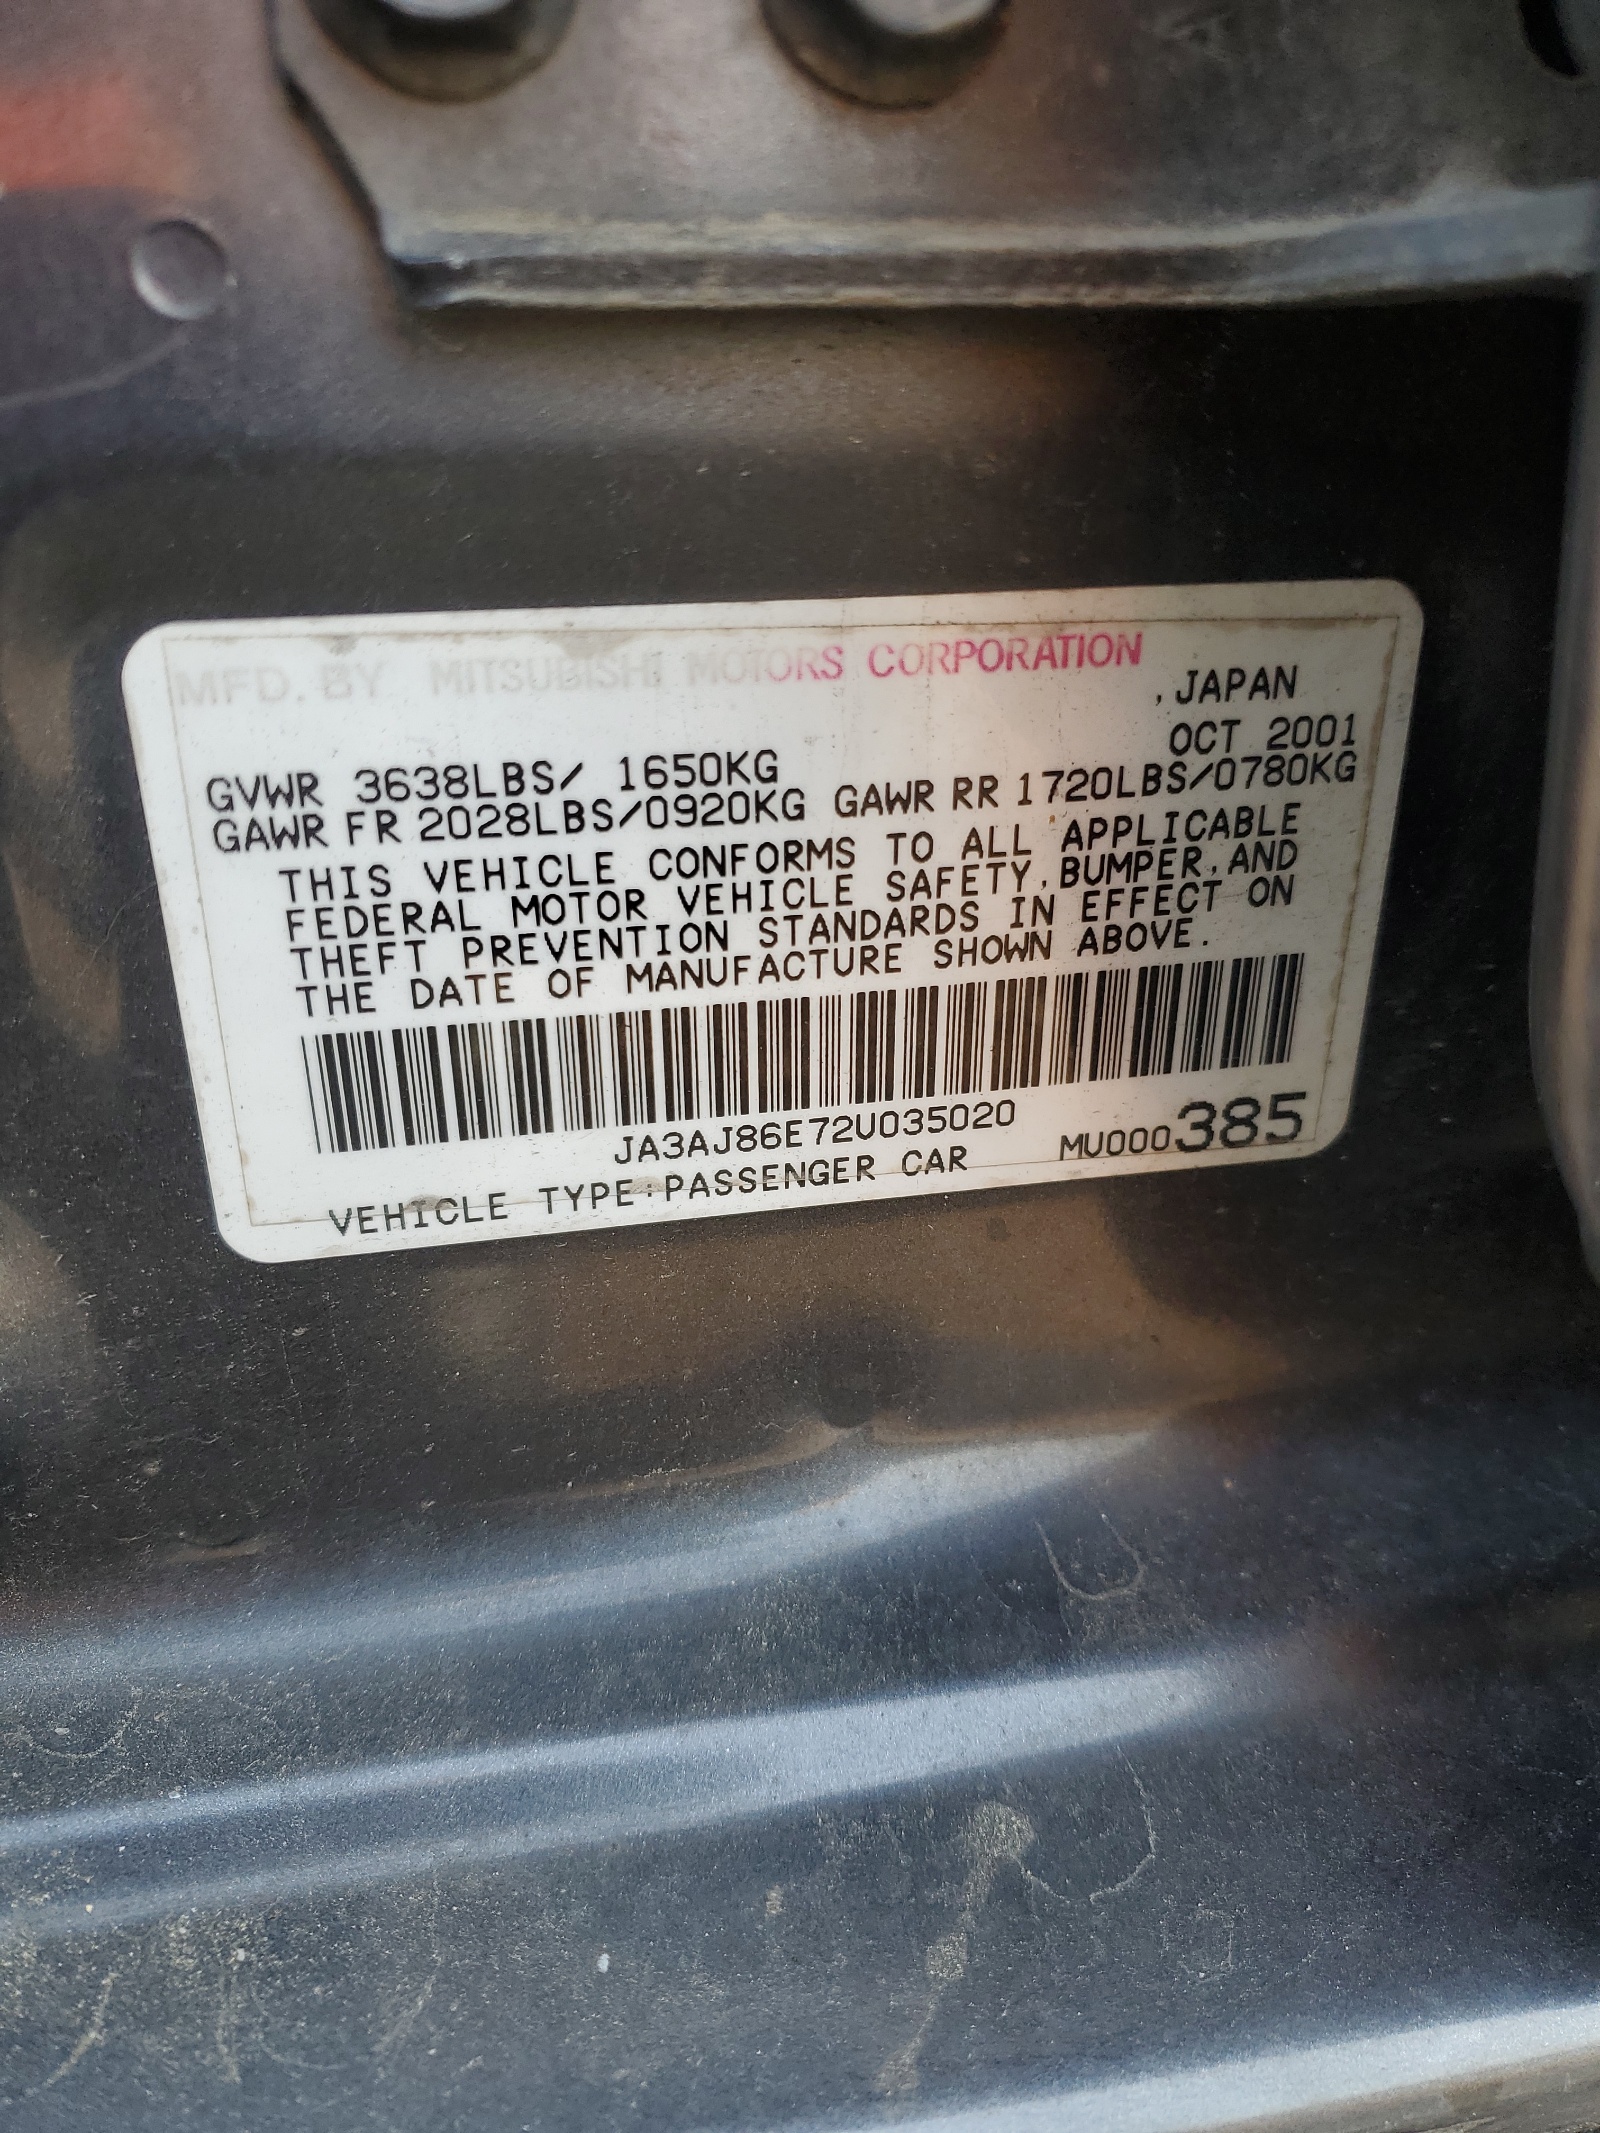 MFD. BY MITSUBISHI MOTORS CORPORATION
, JAPAN
OCT 2001
GVWR 3638LBS/ 1650KG
GAWR FR 2028LBS/0920KG GAWR RR 1720LBS/0780KG
THIS VEHICLE CONFORMS TO ALL APPLICABLE
FEDERAL MOTOR VEHICLE SAFETY, BUMPER, AND
THEFT PREVENTION STANDARDS IN EFFECT ON
THE DATE OF MANUFACTURE SHOWN ABOVE.
JA3AJ86E72U035020
MU000385
VEHICLE TYPE:PASSENGER CAR